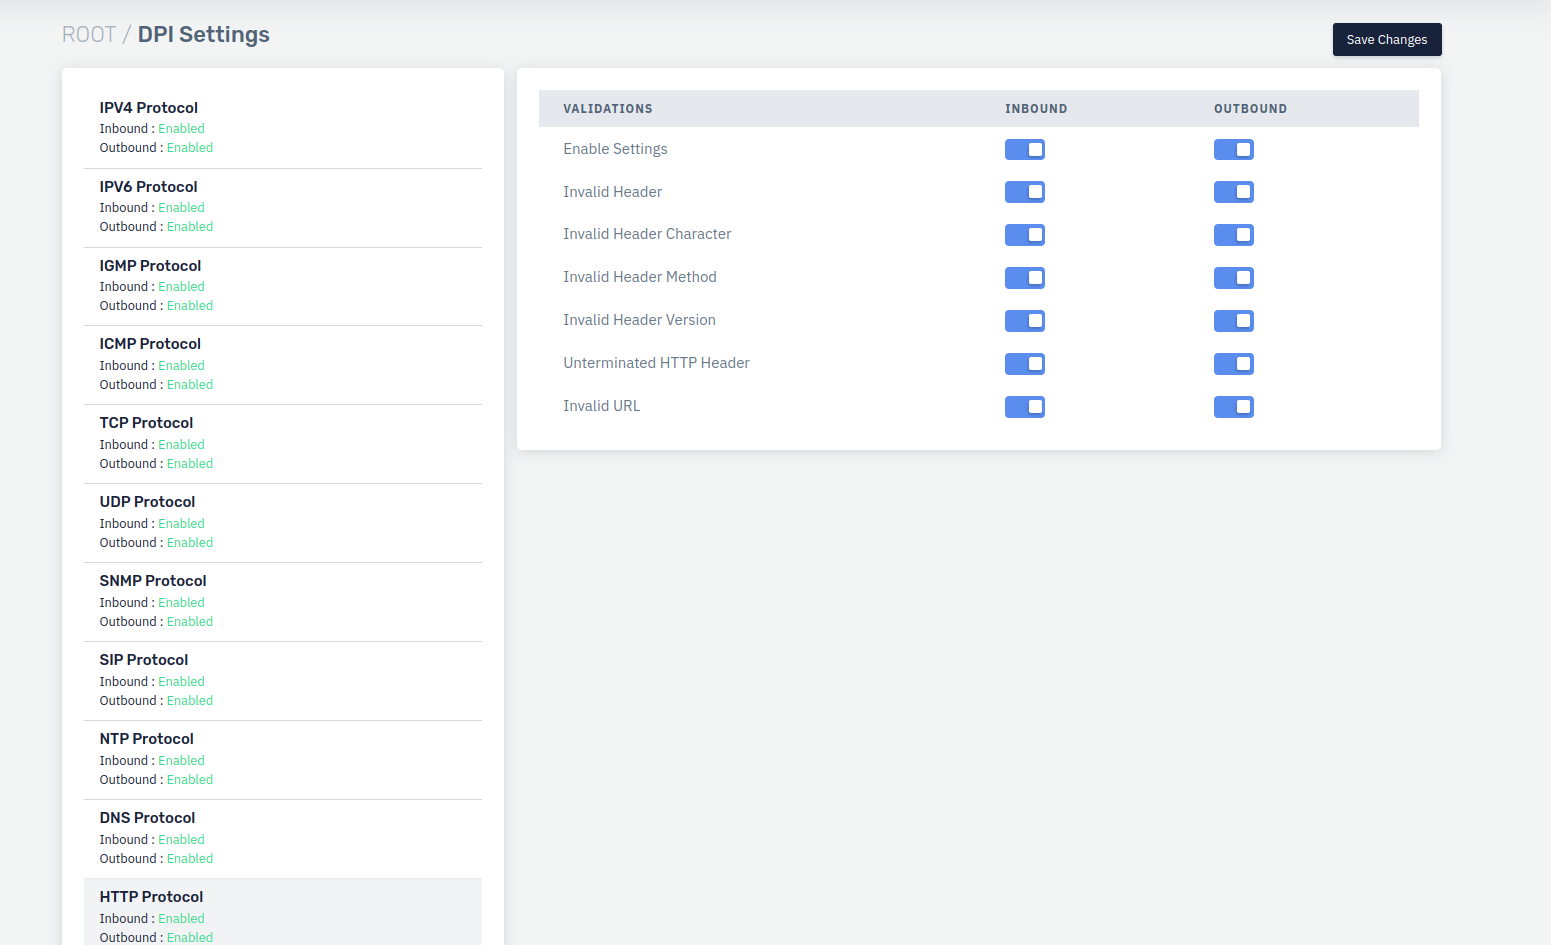 ROOT / DPI Settings
Save Changes
IPV4 Protocol
Inbound : Enabled
Outbound : Enabled
IPV6 Protocol
Inbound : Enabled
Outbound : Enabled
IGMP Protocol
Inbound : Enabled
Outbound : Enabled
ICMP Protocol
Inbound : Enabled
Outbound : Enabled
TCP Protocol
Inbound : Enabled
Outbound : Enabled
UDP Protocol
Inbound : Enabled
Outbound : Enabled
SNMP Protocol
Inbound : Enabled
Outbound : Enabled
SIP Protocol
Inbound : Enabled
Outbound : Enabled
NTP Protocol
Inbound : Enabled
Outbound : Enabled
DNS Protocol
Inbound : Enabled
Outbound : Enabled
HTTP Protocol
Inbound : Enabled
Outbound : Enabled
VALIDATIONS INBOUND OUTBOUND
Enable Settings
Invalid Header
Invalid Header Character
Invalid Header Method
Invalid Header Version
Unterminated HTTP Header
Invalid URL